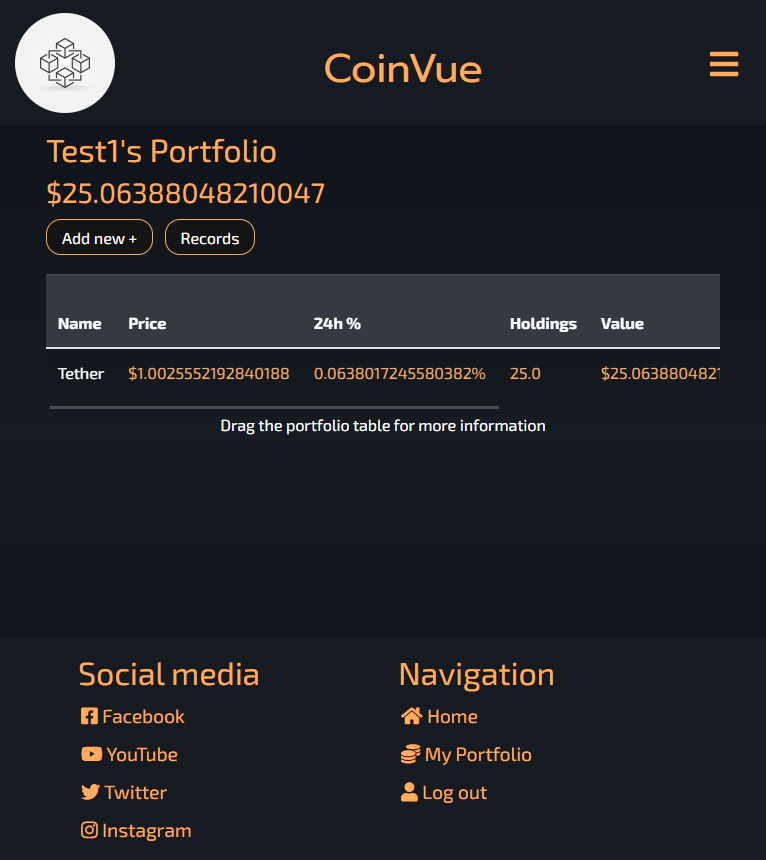 CoinVue
Test1's Portfolio
$25.06388048210047
Add new + Records
Name Price 24h % Holdings Value
Tether $1.0025552192840188 0.0638017245580382% 25.0 $25.0638804821
Drag the portfolio table for more information
Social media
Facebook
YouTube
Twitter
Instagram
Navigation
Home
My Portfolio
Log out